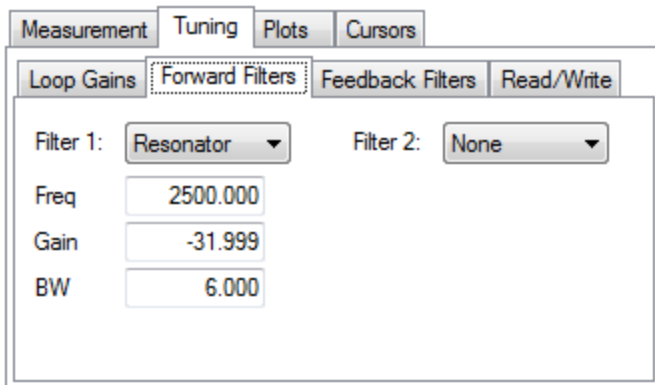 Measurement Tuning Plots Cursors
Loop Gains Forward Filters Feedback Filters Read/Write
Filter 1: Resonator Filter 2: None
Freq 2500.000
Gain -31.999
BW 6.000